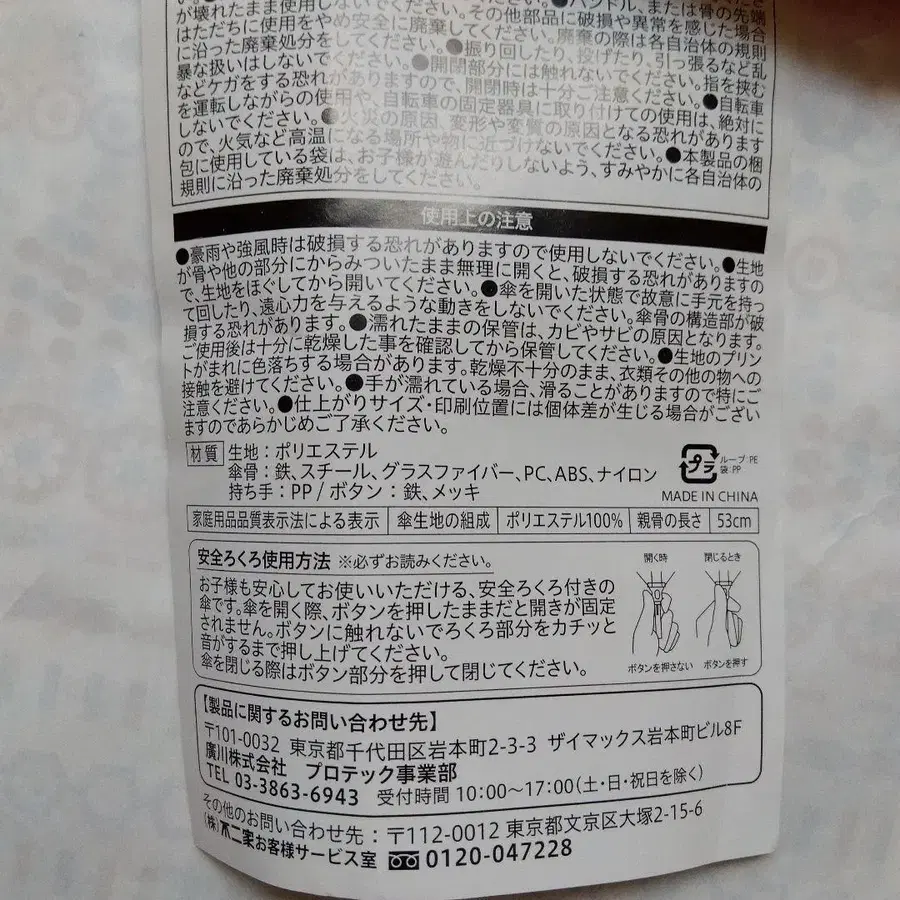 が壊れたまま使用しないでください。その他部品に破損や異常を感じた場合
はただちに使用をやめ安全に廃棄してください。廃棄の際は各自治体の規則
に沿った廃棄処分をしてください。●振り回したり、投げたり、引っ張るなど乱
暴な扱いはしないでください。●開閉部分には触れないでください。指を挟む
などケガをする恐れがありますので、開閉時は十分ご注意ください。●自転車
を運転しながらの使用や、自転車の固定器具に取り付けての使用は、絶対に
しないでください。●火災の原因、変形や変質の原因となる恐れがあります
ので、火気など高温になる場所や物に近づけないでください。●本製品の梱
包に使用している袋は、お子様が遊んだりしないよう、すみやかに各自治体の
規則に沿った廃棄処分をしてください。
使用上の注意
●豪雨や強風時は破損する恐れがありますので使用しないでください。●生地
が骨や他の部分にからみついたまま無理に開くと、破損する恐れがありますの
で、生地をほぐしてから開いてください。●傘を開いた状態で故意に手元を持っ
て回したり、遠心力を与えるような動きをしないでください。傘骨の構造部が破
損する恐れがあります。●濡れたままの保管は、カビやサビの原因となります。
ご使用後は十分に乾燥した事を確認してから保管してください。●生地のプリン
トがまれに色落ちする場合があります。乾燥不十分のまま、衣類その他の物への
接触を避けてください。●手が濡れている場合、滑ることがありますので特にご
注意ください。●仕上がりサイズ・印刷位置には個体差が生じる場合がござい
ますのであらかじめご了承ください。
材質 生地：ポリエステル
傘骨：鉄、スチール、グラスファイバー、PC、ABS、ナイロン
持ち手：PP / ボタン：鉄、メッキ
プラ ループ:PE
袋:PP
MADE IN CHINA
家庭用品品質表示法による表示 傘生地の組成 ポリエステル100% 親骨の長さ 53cm
安全ろくろ使用方法 ※必ずお読みください。
お子様も安心してお使いいただける、安全ろくろ付きの
傘です。傘を開く際、ボタンを押したままだと開きが固定
されません。ボタンに触れないでろくろ部分をカチッと
音がするまで押し上げてください。
傘を閉じる際はボタン部分を押して閉じてください。
開く時 閉じるとき
ボタンを押さない ボタンを押す
【製品に関するお問い合わせ先】
〒101-0032 東京都千代田区岩本町2-3-3 ザイマックス岩本町ビル8F
廣川株式会社 プロテック事業部
TEL 03-3863-6943 受付時間 10:00～17:00(土・日・祝日を除く)
その他のお問い合わせ先：〒112-0012 東京都文京区大塚2-15-6
(株)不二家お客様サービス室 0120-047228